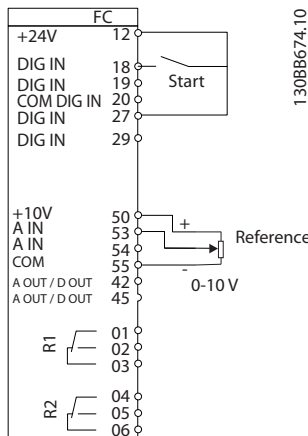 FC
+24V 12
DIG IN 18
DIG IN 19
COM DIG IN 20
DIG IN 27
DIG IN 29
Start
+10V 50
A IN 53
A IN 54
COM 55
A OUT / D OUT 42
A OUT / D OUT 45
+
-
Reference
0-10 V
R1
01
02
03
R2
04
05
06
130BB674.10